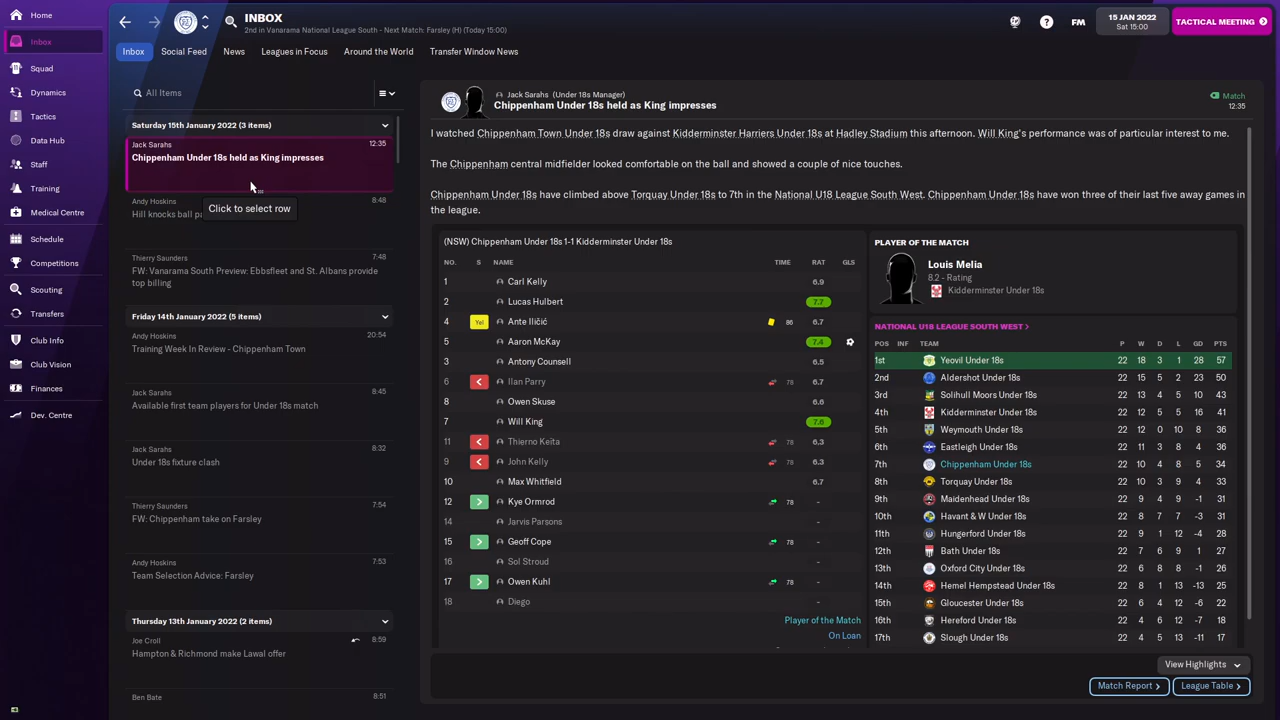 Home
Inbox
Squad
Dynamics
Tactics
Data Hub
Staff
Training
Medical Centre
Schedule
Competitions
Scouting
Transfers
Club Info
Club Vision
Finances
Dev. Centre
INBOX
2nd in Vanarama National League South - Next Match: Farsley (H) (Today 15:00)
FM
15 JAN 2022
Sat 15:00
TACTICAL MEETING
Inbox Social Feed News Leagues in Focus Around the World Transfer Window News
All Items
Saturday 15th January 2022 (3 items)
Jack Sarahs 12:35
Chippenham Under 18s held as King impresses
Click to select row
Andy Hoskins 8:48
Hill knocks ball pa
Thierry Saunders 7:48
FW: Vanarama South Preview: Ebbsfleet and St. Albans provide
top billing
Friday 14th January 2022 (5 items)
Andy Hoskins 20:54
Training Week In Review - Chippenham Town
Jack Sarahs 8:45
Available first team players for Under 18s match
Jack Sarahs 8:32
Under 18s fixture clash
Thierry Saunders 7:54
FW: Chippenham take on Farsley
Andy Hoskins 7:53
Team Selection Advice: Farsley
Thursday 13th January 2022 (2 items)
Joe Croll 8:59
Hampton & Richmond make Lawal offer
Ben Bate 8:51
Jack Sarahs (Under 18s Manager)
Chippenham Under 18s held as King impresses
Match
12:35
I watched Chippenham Town Under 18s draw against Kidderminster Harriers Under 18s at Hadley Stadium this afternoon. Will King's performance was of particular interest to me.
The Chippenham central midfielder looked comfortable on the ball and showed a couple of nice touches.
Chippenham Under 18s have climbed above Torquay Under 18s to 7th in the National U18 League South West. Chippenham Under 18s have won three of their last five away games in
the league.
(NSW) Chippenham Under 18s 1-1 Kidderminster Under 18s
NO. S NAME TIME RAT GLS
1 Carl Kelly 6.9
2 Lucas Hulbert 7.7
4 Yel Ante Iličić 86 6.7
5 Aaron McKay 7.4
3 Antony Counsell 6.5
6 Ilan Parry 78 6.7
8 Owen Skuse 6.6
7 Will King 7.6
11 Thierno Keita 78 6.3
9 John Kelly 78 6.3
10 Max Whitfield 6.7
12 Kye Ormrod 78 -
14 Jarvis Parsons -
15 Geoff Cope 78 -
16 Sol Stroud -
17 Owen Kuhl 78 -
18 Diego -
Player of the Match
On Loan
PLAYER OF THE MATCH
Louis Melia
8.2 - Rating
Kidderminster Under 18s
NATIONAL U18 LEAGUE SOUTH WEST >
POS INF TEAM P W D L GD PTS
1st Yeovil Under 18s 22 18 3 1 28 57
2nd Aldershot Under 18s 22 15 5 2 23 50
3rd Solihull Moors Under 18s 22 13 4 5 10 43
4th Kidderminster Under 18s 22 12 5 5 16 41
5th Weymouth Under 18s 22 12 0 10 8 36
6th Eastleigh Under 18s 22 11 3 8 4 36
7th Chippenham Under 18s 22 10 4 8 5 34
8th Torquay Under 18s 22 10 3 9 4 33
9th Maidenhead Under 18s 22 9 4 9 -1 31
10th Havant & W Under 18s 22 8 7 7 -3 31
11th Hungerford Under 18s 22 9 1 12 -4 28
12th Bath Under 18s 22 7 6 9 1 27
13th Oxford City Under 18s 22 6 8 8 -1 26
14th Hemel Hempstead Under 18s 22 8 1 13 -13 25
15th Gloucester Under 18s 22 6 4 12 -6 22
16th Hereford Under 18s 22 4 6 12 -7 18
17th Slough Under 18s 22 4 5 13 -11 17
View Highlights
Match Report >
League Table >